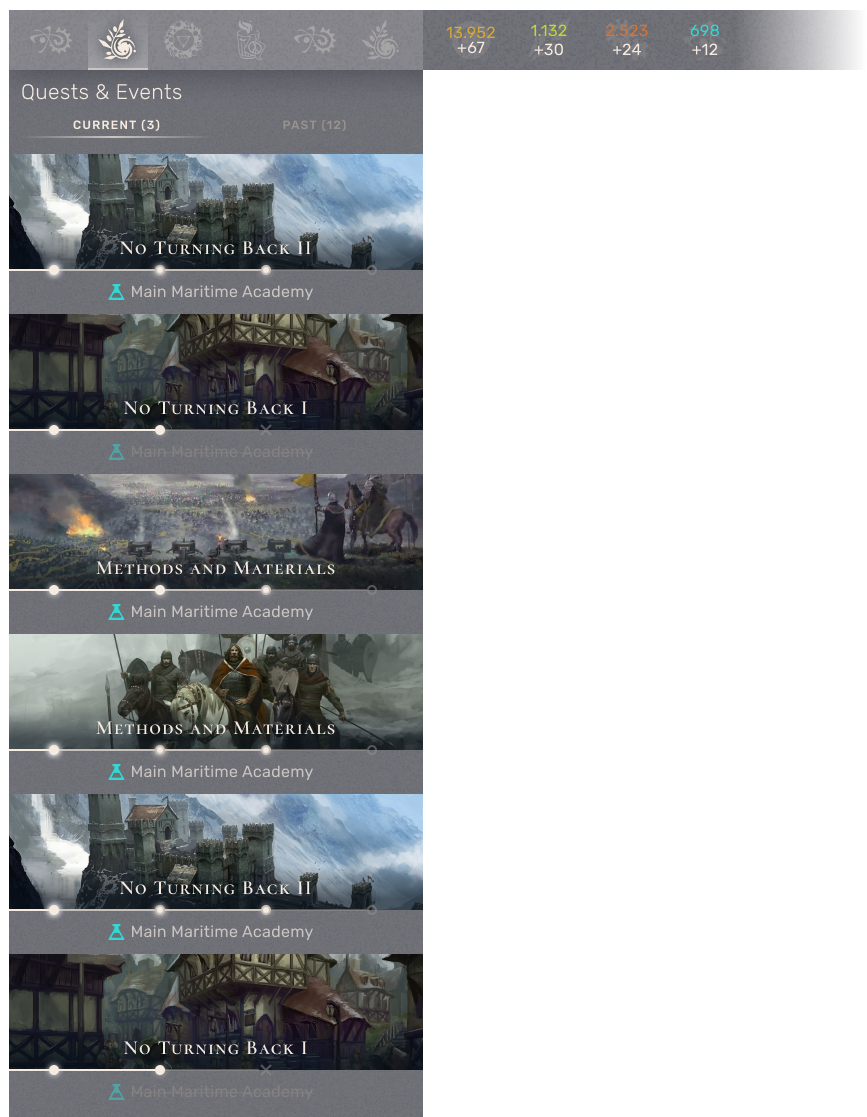 13.952 1.132 2.523 698
+67 +30 +24 +12
Quests & Events
CURRENT (3) PAST (12)
No Turning Back II
Main Maritime Academy
No Turning Back I
Main Maritime Academy
Methods and Materials
Main Maritime Academy
Methods and Materials
Main Maritime Academy
No Turning Back II
Main Maritime Academy
No Turning Back I
Main Maritime Academy